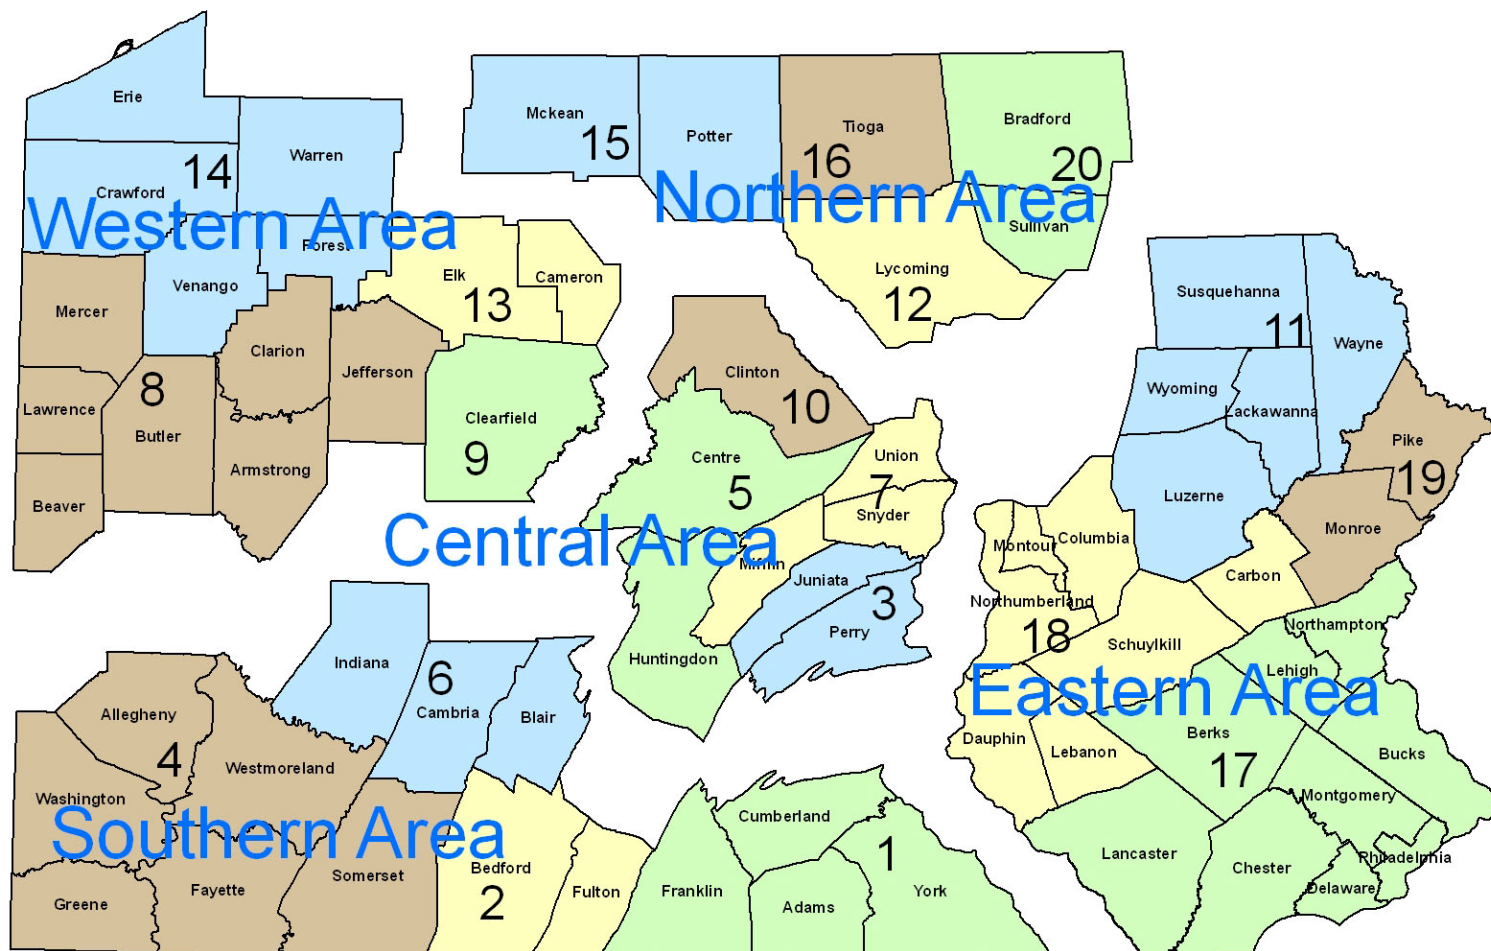 Erie
Warren
Crawford
14
Western Area
Forest
Venango
Elk
Cameron
13
Mercer
Clarion
Jefferson
Lawrence
8
Butler
Clearfield
9
Armstrong
Beaver
Mckean
15
Potter
Tioga
16
Bradford
20
Northern Area
Sullivan
Lycoming
12
Clinton
10
Centre
5
Union
7
Snyder
Central Area
Mifflin
Juniata
3
Perry
Huntingdon
Susquehanna
11
Wayne
Wyoming
Lackawanna
Pike
19
Luzerne
Monroe
Montour
Columbia
Carbon
Northumberland
18
Schuylkill
Northampton
Lehigh
Eastern Area
Dauphin
Lebanon
Berks
17
Bucks
Montgomery
Lancaster
Chester
Philadelphia
Delaware
Indiana
6
Cambria
Blair
Allegheny
4
Westmoreland
Washington
Southern Area
Greene
Fayette
Somerset
Bedford
2
Fulton
Cumberland
1
Franklin
Adams
York